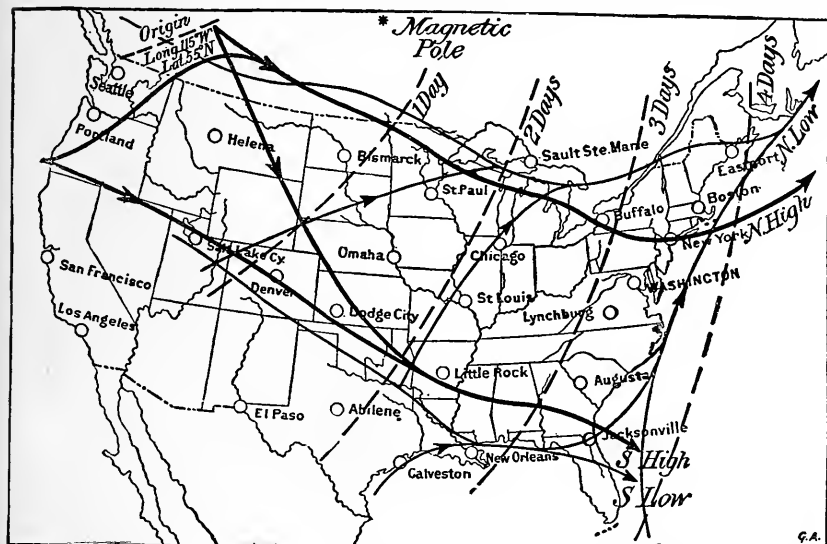 Origin
Long 115° W
Lat 55° N
* Magnetic
Pole
1 Day
2 Days
3 Days
4 Days
Seattle
Portland
Helena
Bismarck
St. Paul
Sault Ste. Marie
Eastport
N. Low
Boston
Buffalo
New York
N. High
Salt Lake Cy.
Omaha
Chicago
WASHINGTON
San Francisco
Denver
Dodge City
St Louis
Lynchburg
Los Angeles
Little Rock
Augusta
El Paso
Abilene
Jacksonville
Galveston
New Orleans
S High
S Low
G.A.